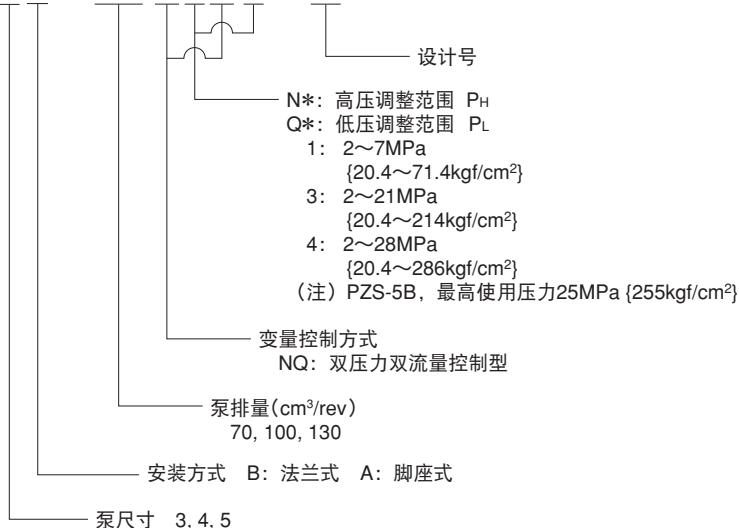 设计号
N*：高压调整范围 PH
Q*：低压调整范围 PL
1：2～7MPa
{20.4～71.4kgf/cm²}
3：2～21MPa
{20.4～214kgf/cm²}
4：2～28MPa
{20.4～286kgf/cm²}
（注）PZS-5B，最高使用压力25MPa {255kgf/cm²}
变量控制方式
NQ：双压力双流量控制型
泵排量(cm³/rev)
70, 100, 130
安装方式 B：法兰式 A：脚座式
泵尺寸 3, 4, 5